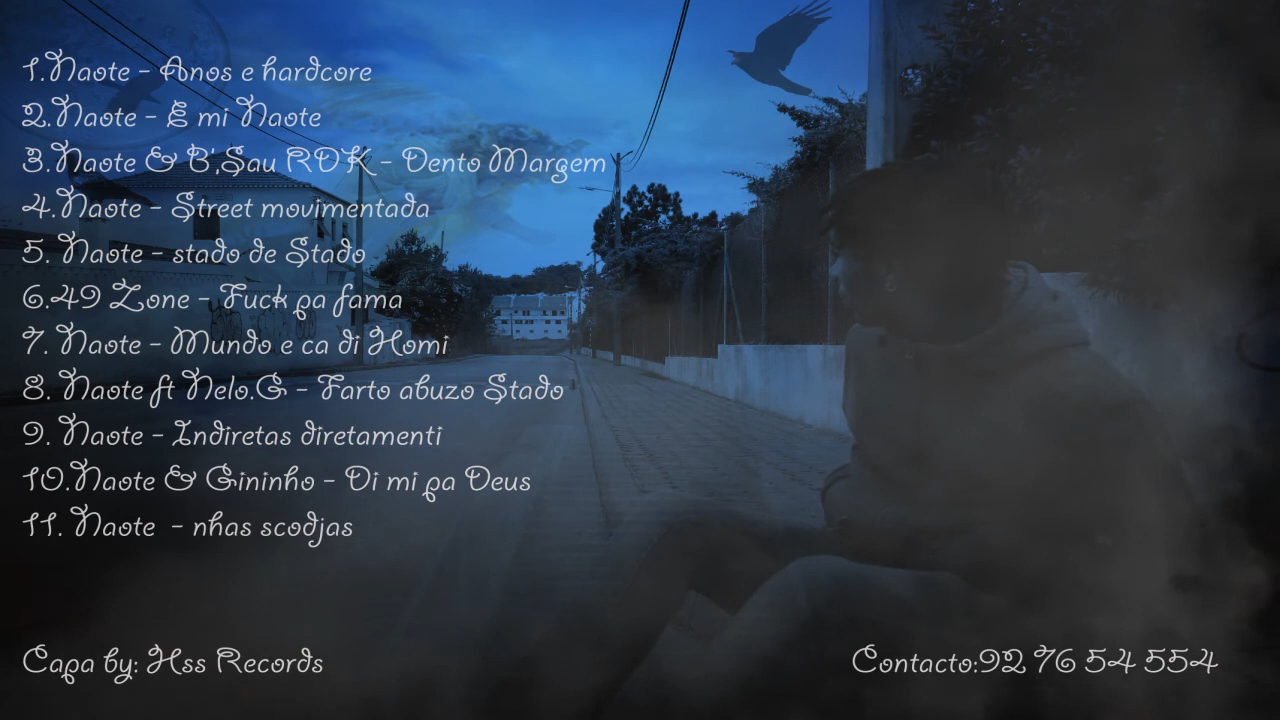 1.Naote - Anos e hardcore
2.Naote - E mi Naote
3.Naote & B',Sau RDK - Dento Margem
4.Naote - Street movimentada
5. Naote - stado de Stado
6.49 Zone - Fuck pa fama
7. Naote - Mundo e ca di Homi
8. Naote ft Nelo.G - Farto abuzo Stado
9. Naote - Indiretas diretamenti
10.Naote & Gininho - Di mi pa Deus
11. Naote - nhas scodjas
Capa by: Hss Records
Contacto:92 76 54 554